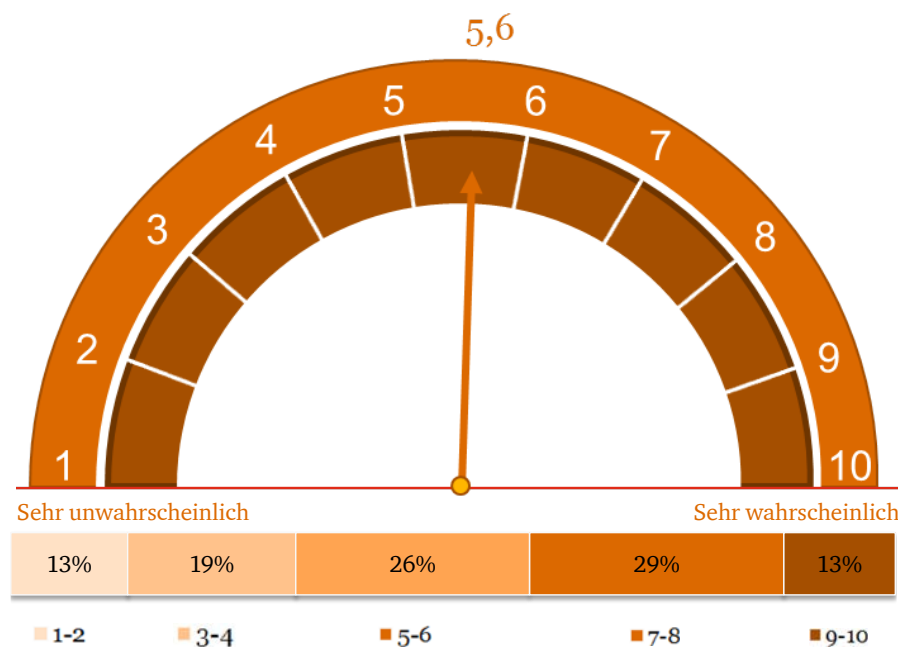 5,6
1 2 3 4 5 6 7 8 9 10
Sehr unwahrscheinlich Sehr wahrscheinlich
13% 19% 26% 29% 13%
1-2 3-4 5-6 7-8 9-10